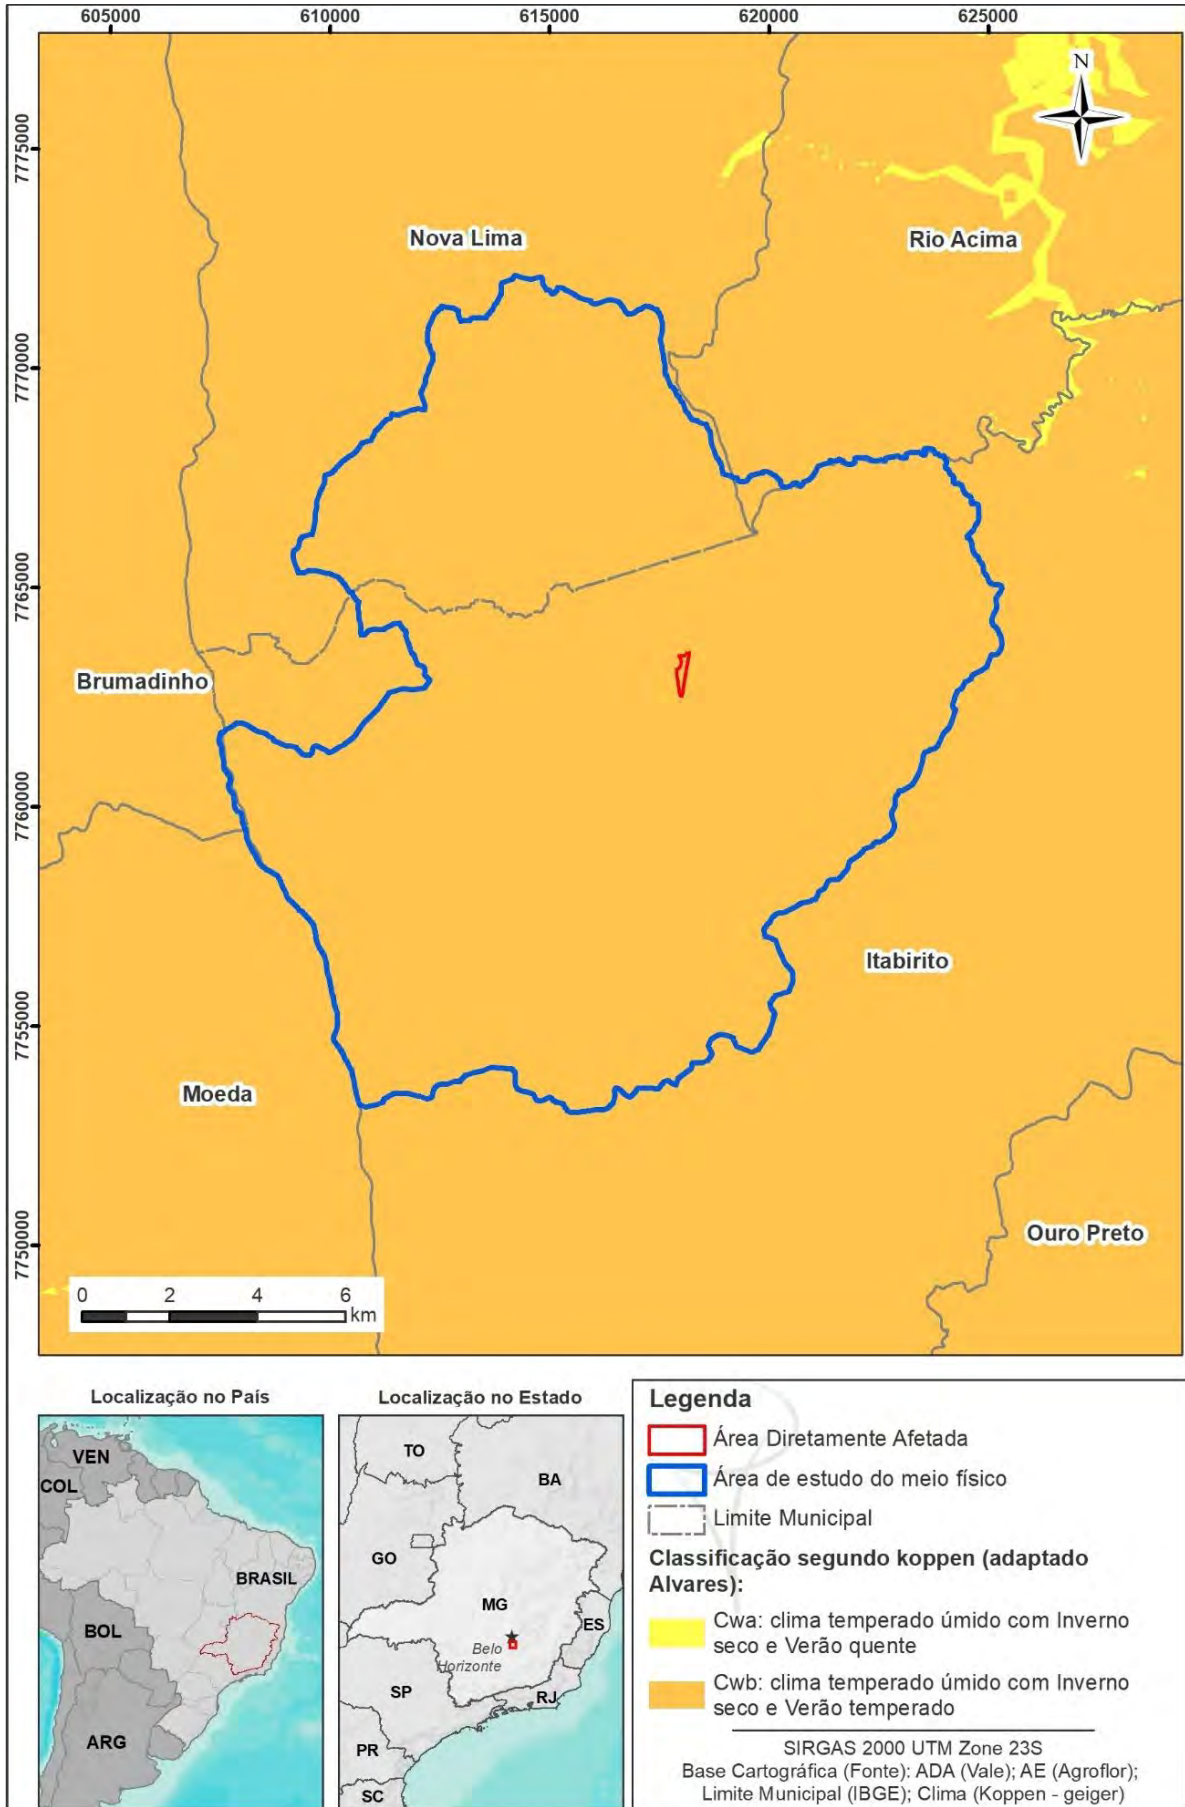 605000
610000
615000
620000
625000
N
7775000
Nova Lima
Rio Acima
7770000
7765000
Brumadinho
7760000
Itabirito
7755000
Moeda
7750000
Ouro Preto
0 2 4 6
km
Localização no País
VEN
COL
BRASIL
BOL
ARG
Localização no Estado
TO
BA
GO
MG
ES
Belo
Horizonte
SP
RJ
PR
SC
Legenda
Área Diretamente Afetada
Área de estudo do meio físico
Limite Municipal
Classificação segundo koppen (adaptado
Alvares):
Cwa: clima temperado úmido com Inverno
seco e Verão quente
Cwb: clima temperado úmido com Inverno
seco e Verão temperado
SIRGAS 2000 UTM Zone 23S
Base Cartográfica (Fonte): ADA (Vale); AE (Agroflor);
Limite Municipal (IBGE); Clima (Koppen - geiger)